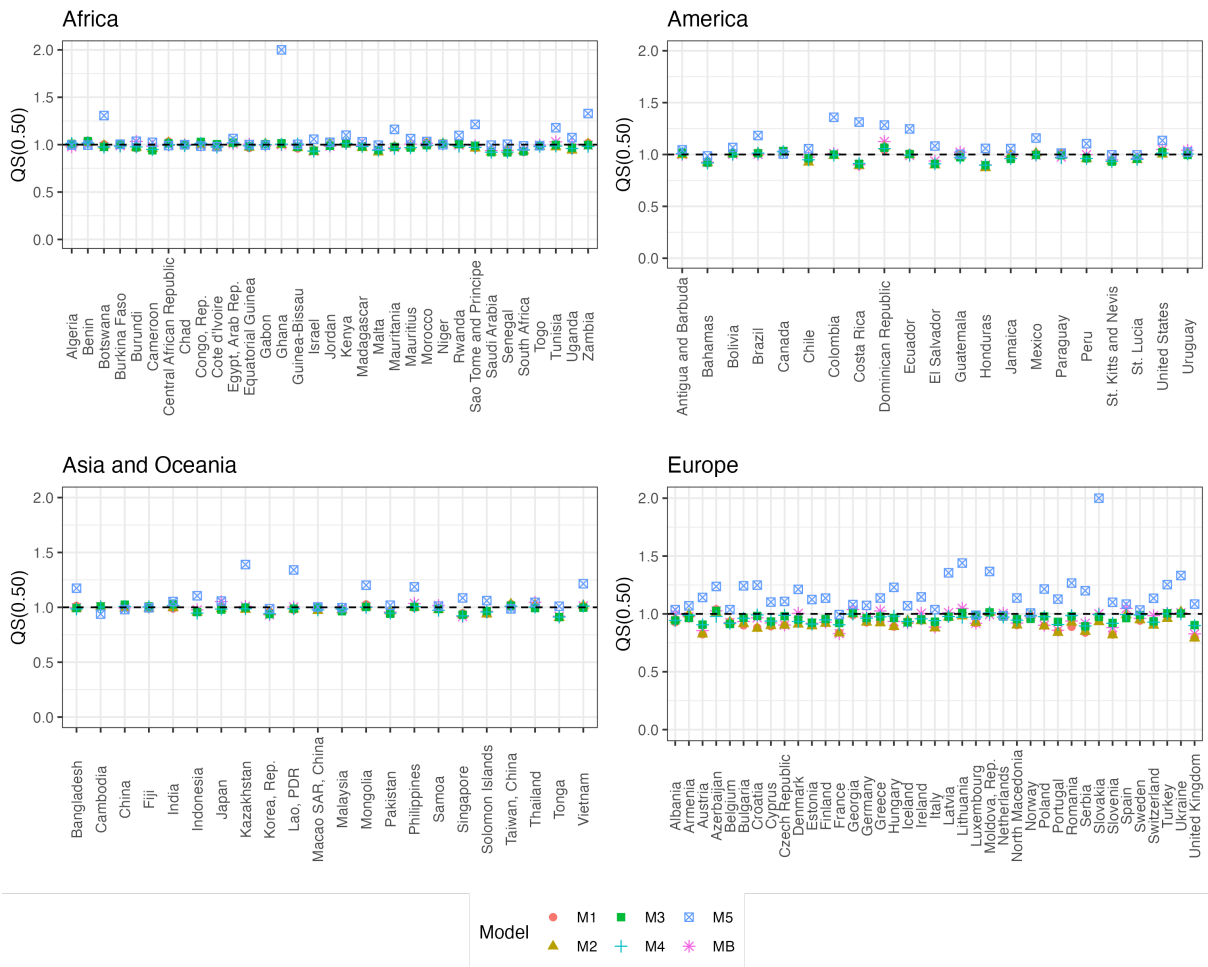 Africa
America
2.0
1.5
1.0
0.5
0.0
QS(0.50)
Algeria
Benin
Botswana
Burkina Faso
Burundi
Cameroon
Central African Republic
Chad
Congo, Rep.
Cote d'Ivoire
Egypt, Arab Rep.
Equatorial Guinea
Gabon
Ghana
Guinea-Bissau
Israel
Jordan
Kenya
Madagascar
Malta
Mauritania
Mauritius
Morocco
Niger
Rwanda
Sao Tome and Principe
Saudi Arabia
Senegal
South Africa
Togo
Tunisia
Uganda
Zambia
2.0
1.5
1.0
0.5
0.0
QS(0.50)
Antigua and Barbuda
Bahamas
Bolivia
Brazil
Canada
Chile
Colombia
Costa Rica
Dominican Republic
Ecuador
El Salvador
Guatemala
Honduras
Jamaica
Mexico
Paraguay
Peru
St. Kitts and Nevis
St. Lucia
United States
Uruguay
Asia and Oceania
Europe
2.0
1.5
1.0
0.5
0.0
QS(0.50)
Bangladesh
Cambodia
China
Fiji
India
Indonesia
Japan
Kazakhstan
Korea, Rep.
Lao, PDR
Macao SAR, China
Malaysia
Mongolia
Pakistan
Philippines
Samoa
Singapore
Solomon Islands
Taiwan, China
Thailand
Tonga
Vietnam
2.0
1.5
1.0
0.5
0.0
QS(0.50)
Albania
Armenia
Austria
Azerbaijan
Belgium
Bulgaria
Croatia
Cyprus
Czech Republic
Denmark
Estonia
Finland
France
Georgia
Germany
Greece
Hungary
Iceland
Ireland
Italy
Latvia
Lithuania
Luxembourg
Moldova, Rep.
Netherlands
North Macedonia
Norway
Poland
Portugal
Romania
Serbia
Slovakia
Slovenia
Spain
Sweden
Switzerland
Turkey
Ukraine
United Kingdom
Model
M1 M3 M5
M2 M4 MB